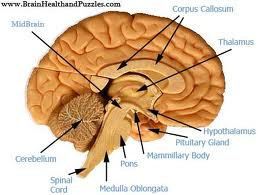 www.BrainHealthandPuzzles.com
Corpus Callosum
MidBrain
Thalamus
Hypothalamus
Pituitary Gland
Mammillary Body
Cerebellum
Pons
Spinal
Cord
Medulla Oblongata